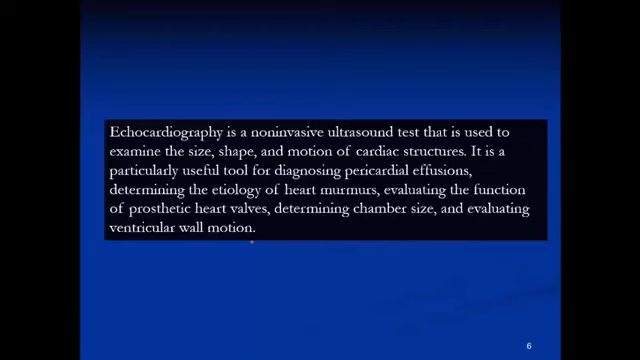 Echocardiography is a noninvasive ultrasound test that is used to
examine the size, shape, and motion of cardiac structures. It is a
particularly useful tool for diagnosing pericardial effusions,
determining the etiology of heart murmurs, evaluating the function
of prosthetic heart valves, determining chamber size, and evaluating
ventricular wall motion.
6